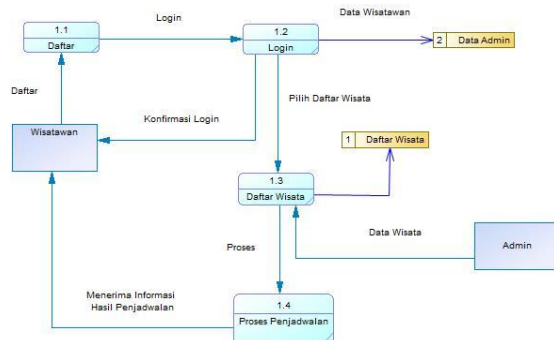 Login
Data Wisatawan
1.1
Daftar
1.2
Login
2 Data Admin
Daftar
Pilih Daftar Wisata
Konfirmasi Login
Wisatawan
1 Daftar Wisata
1.3
Daftar Wisata
Proses
Data Wisata
Admin
Menerima Informasi
Hasil Penjadwalan
1.4
Proses Penjadwalan